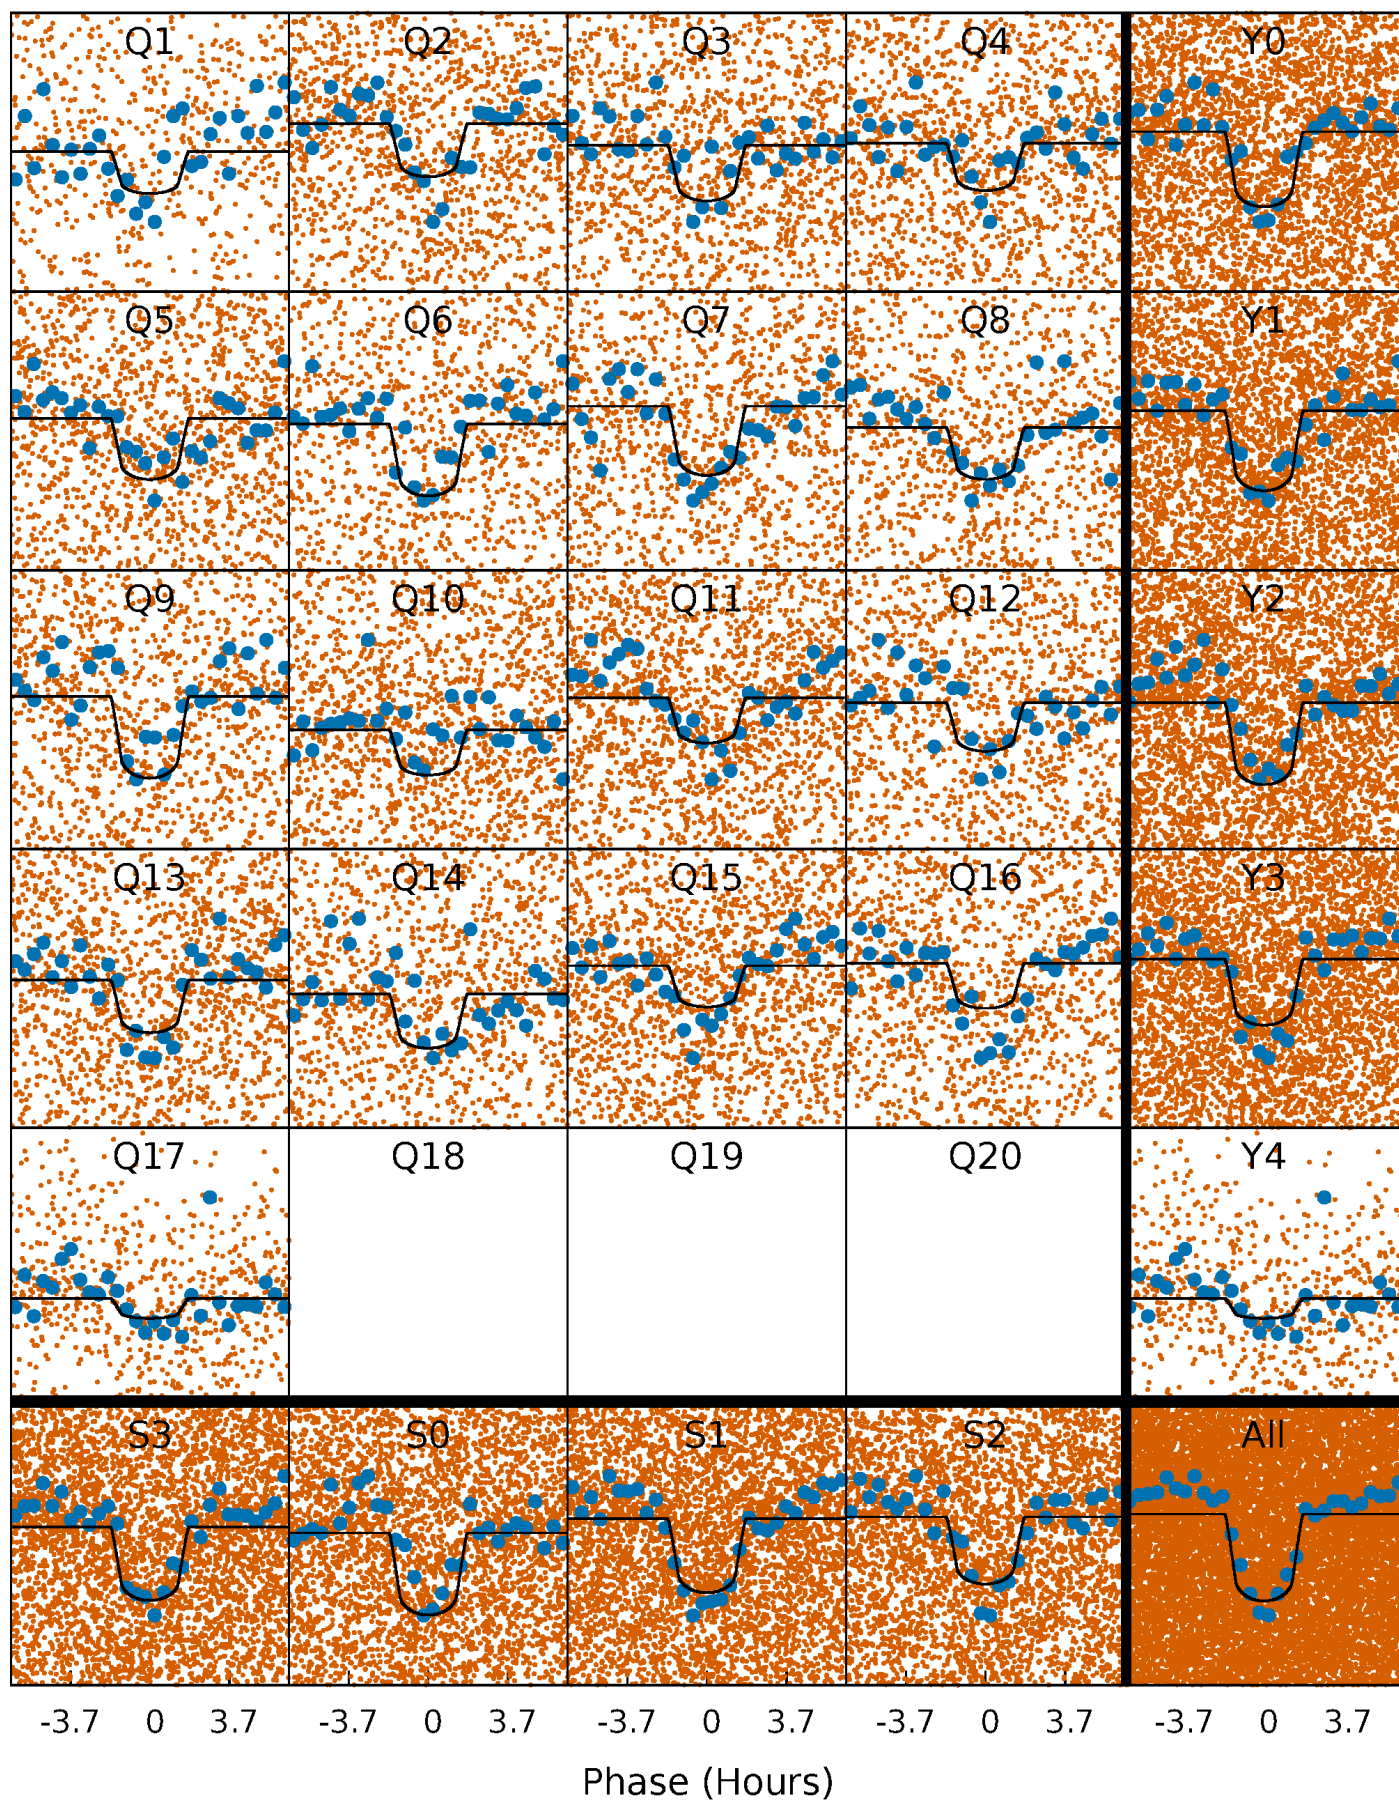 Q1 Q2 Q3 Q4 Y0
Q5 Q6 Q7 Q8 Y1
Q9 Q10 Q11 Q12 Y2
Q13 Q14 Q15 Q16 Y3
Q17 Q18 Q19 Q20 Y4
S3 S0 S1 S2 All
-3.7 0 3.7 -3.7 0 3.7 -3.7 0 3.7 -3.7 0 3.7 -3.7 0 3.7
Phase (Hours)